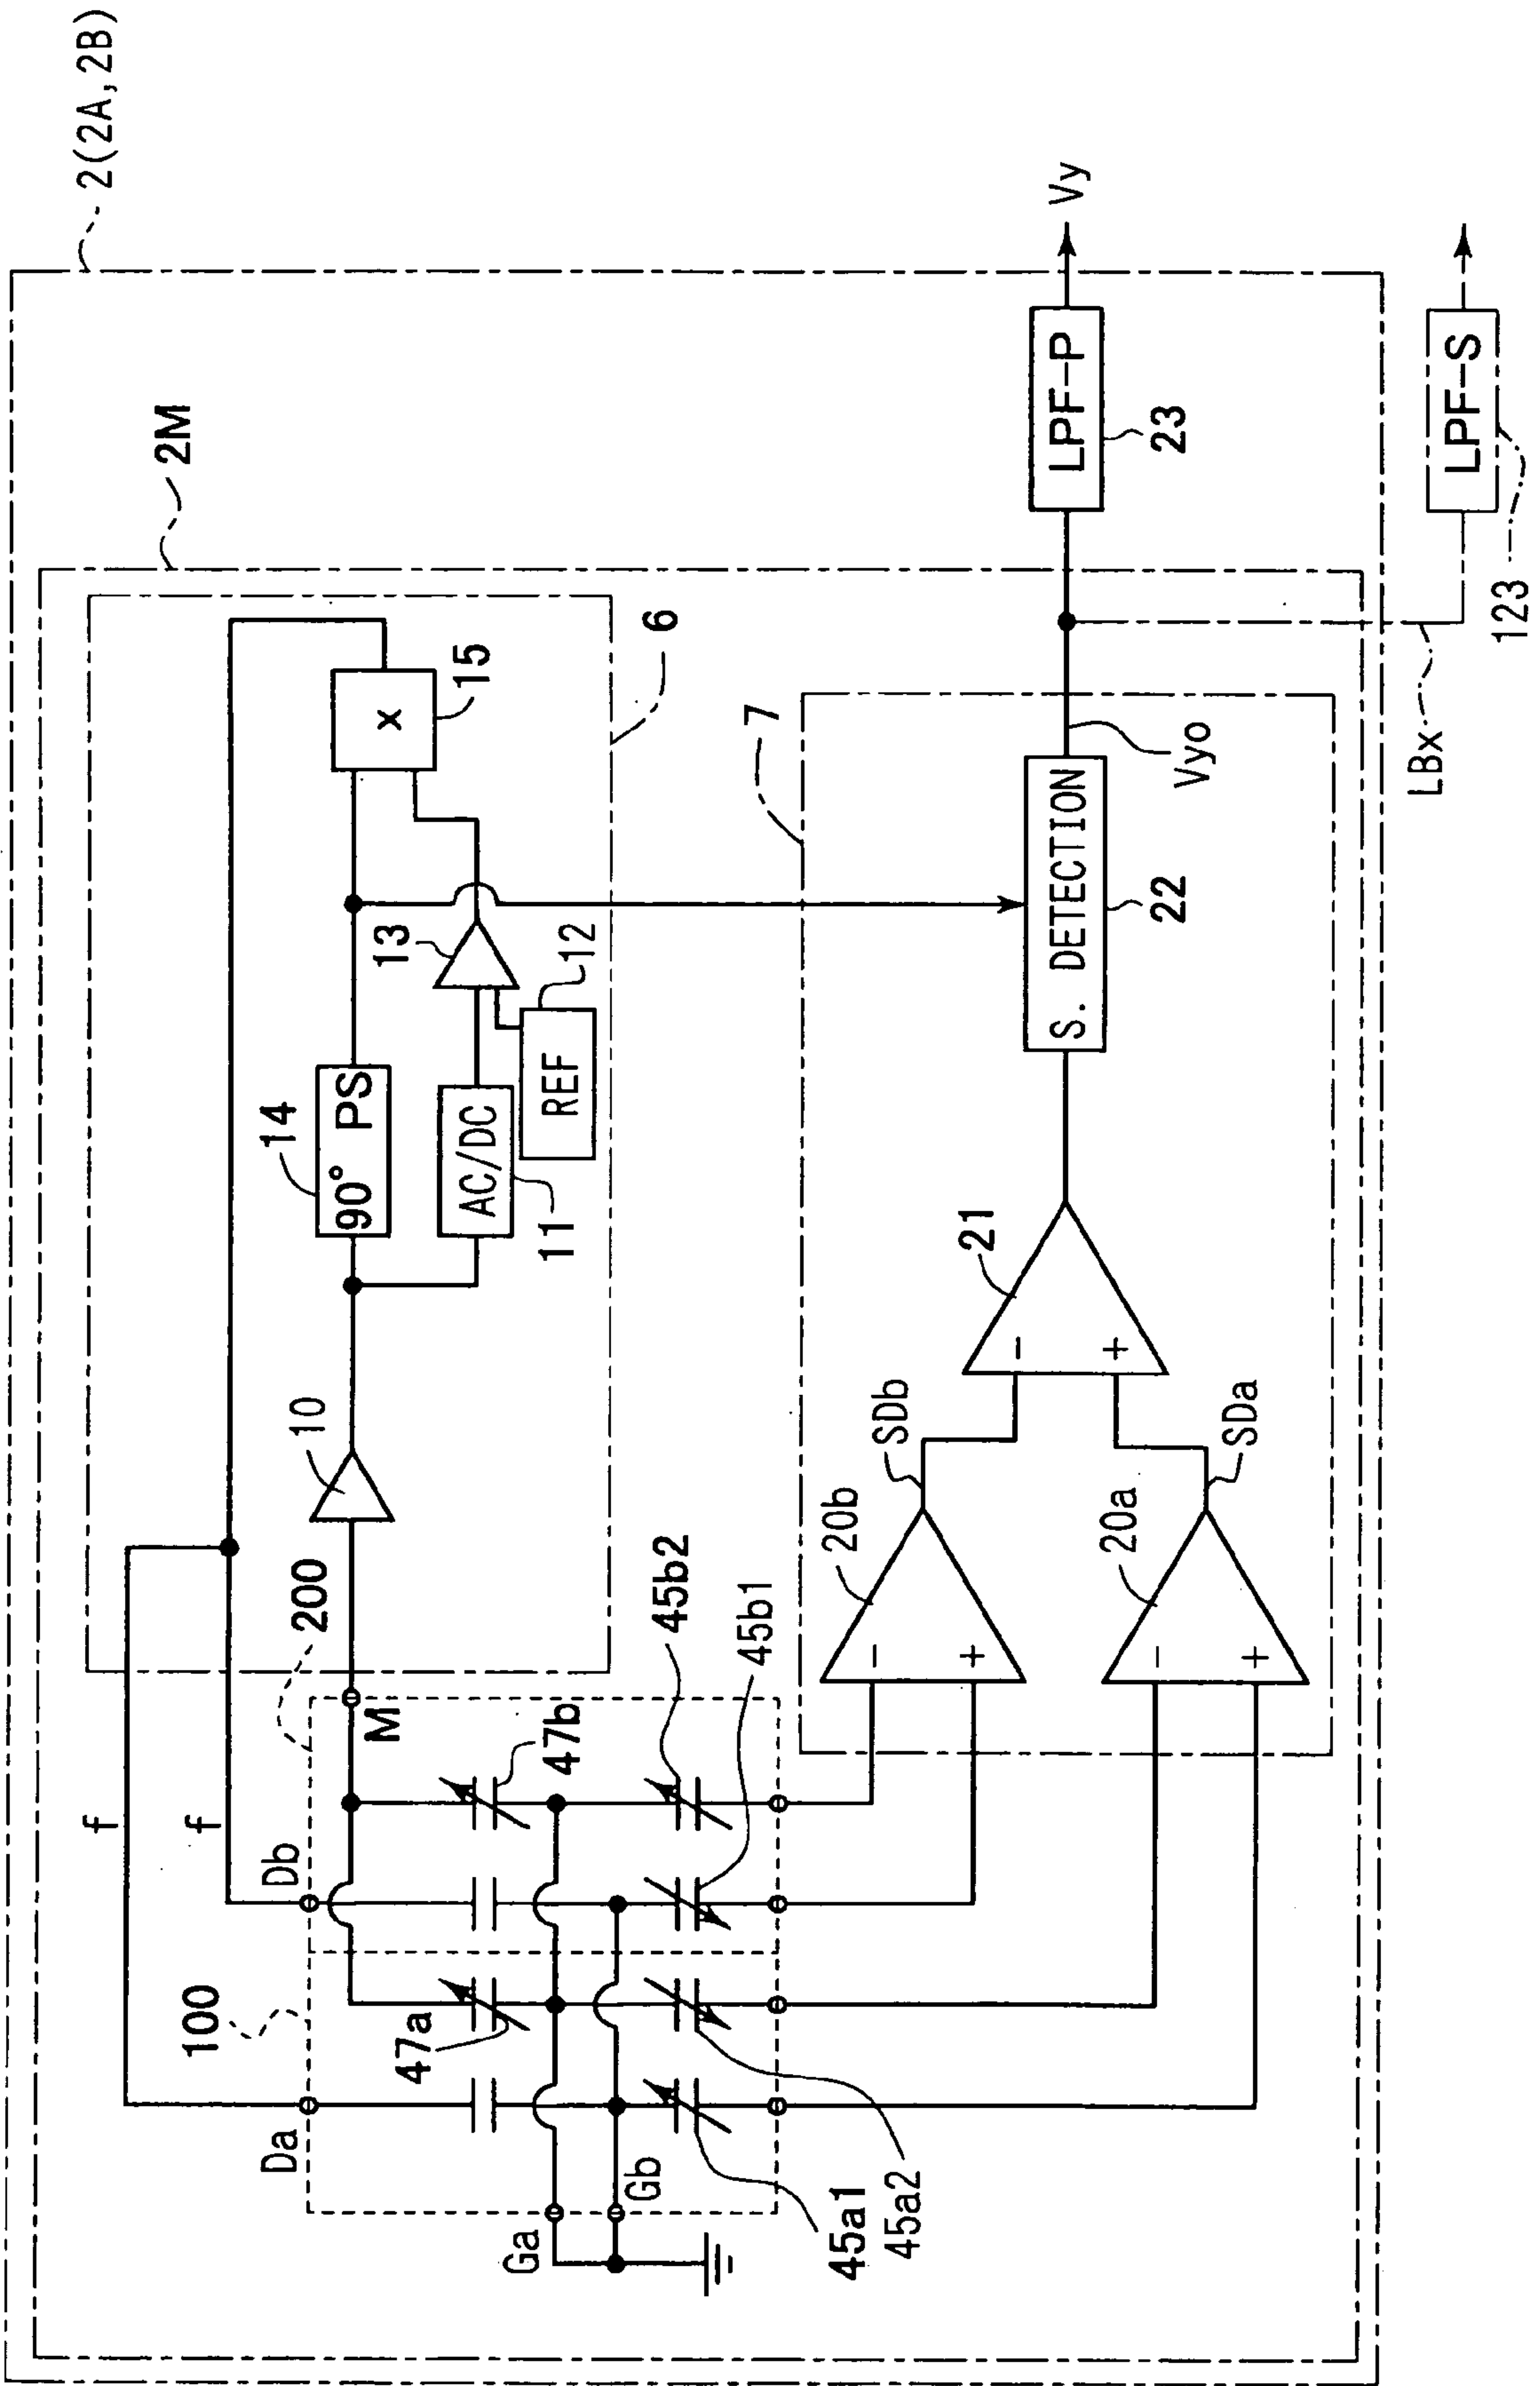 2(2A,2B)
2M
Vy
LPF-P
23
LPF-S
123
LBx
6
15
x
13
12
REF
14
90° PS
AC/DC
11
10
7
Vyo
S. DETECTION
22
21
-
+
SDb
SDa
20b
-
+
20a
-
+
f
f
Db
Da
200
M
47b
45b2
45b1
100
47a
Ga
Gb
45a1
45a2